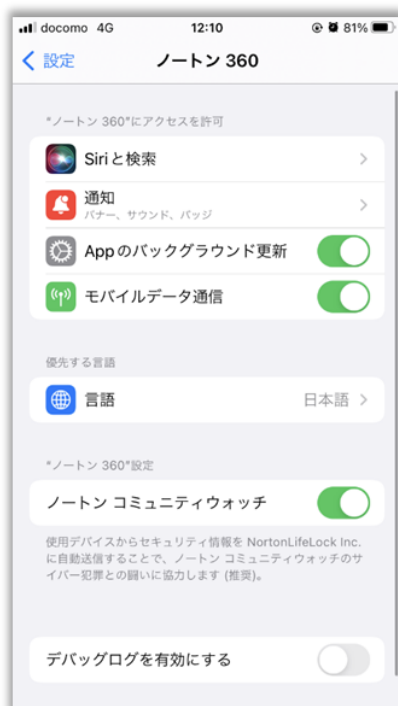 docomo 4G 12:10 81%
設定 ノートン 360
"ノートン 360"にアクセスを許可
Siriと検索
通知
バナー、サウンド、バッジ
Appのバックグラウンド更新
モバイルデータ通信
優先する言語
言語 日本語
"ノートン 360"設定
ノートン コミュニティウォッチ
使用デバイスからセキュリティ情報を NortonLifeLock Inc.
に自動送信することで、ノートン コミュニティウォッチのサ
イバー犯罪との闘いに協力します (推奨)。
デバッグログを有効にする